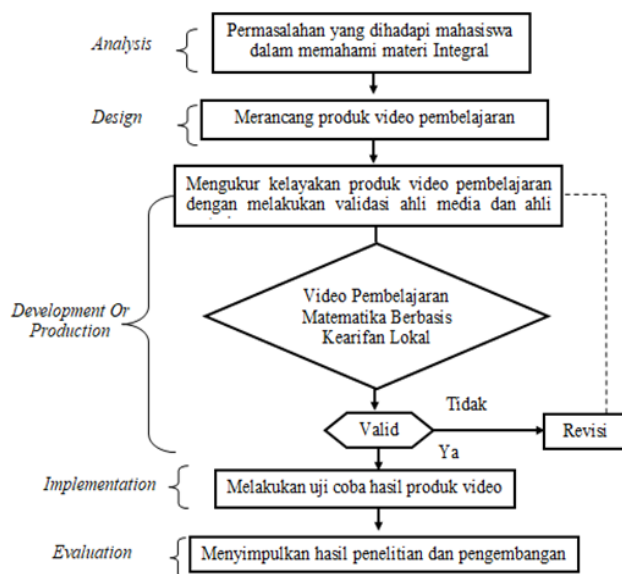 Analysis
Permasalahan yang dihadapi mahasiswa
dalam memahami materi Integral
Design
Merancang produk video pembelajaran
Mengukur kelayakan produk video pembelajaran
dengan melakukan validasi ahli media dan ahli
Development Or
Production
Video Pembelajaran
Matematika Berbasis
Kearifan Lokal
Tidak
Valid
Revisi
Ya
Implementation
Melakukan uji coba hasil produk video
Evaluation
Menyimpulkan hasil penelitian dan pengembangan